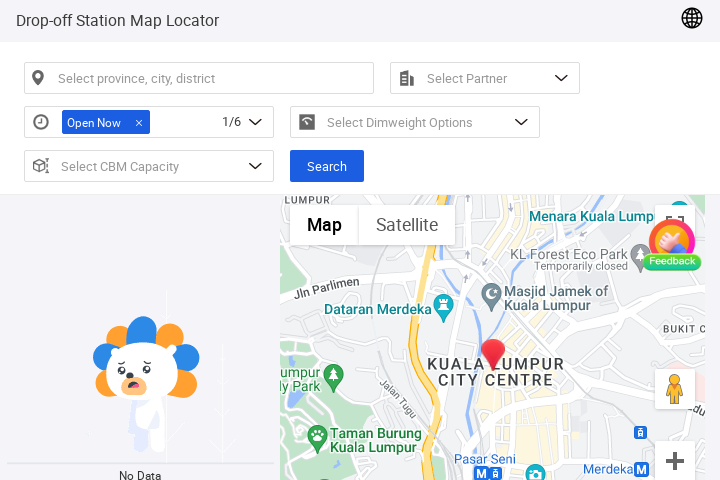 Drop-off Station Map Locator
Select province, city, district
Select Partner
Open Now ×
1/6
Select Dimweight Options
Select CBM Capacity
Search
LUMPUR
Map
Satellite
Menara Kuala Lump
KL Forest Eco Park
Temporarily closed
Feedback
Jln Parlimen
Masjid Jamek of
Kuala Lumpur
Dataran Merdeka
BUKIT C
KUALA LUMPUR
CITY CENTRE
umpur
ly Park
Jalan Tugu
Taman Burung
Kuala Lumpur
Pasar Seni
Merdeka
No Data